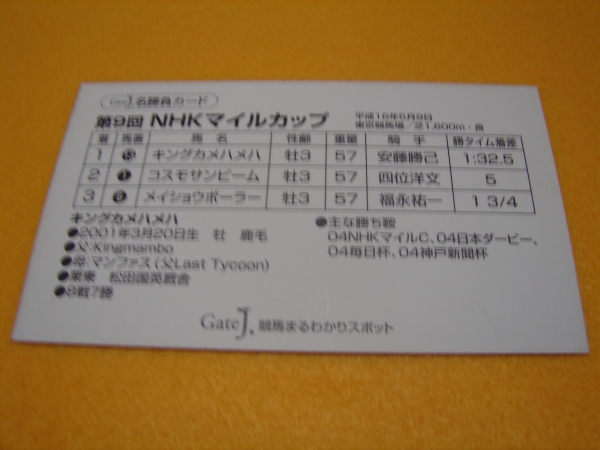 Gate J.名勝負カード
第9回 NHKマイルカップ
平成16年5月9日
東京競馬場／芝1,600m・良
着 馬番 馬名 性齢 重量 騎手 勝タイム着差
1 キングカメハメハ 牡3 57 安藤勝己 1:32.5
2 コスモサンビーム 牡3 57 四位洋文 5
3 メイショウボーラー 牡3 57 福永祐一 1 3/4
キングカメハメハ
●2001年3月20日生 牡 鹿毛
●父:Kingmambo
●母:マンファス(父Last Tycoon)
●栗東 松田国英厩舎
●8戦7勝
●主な勝ち鞍
04NHKマイルC、04日本ダービー、
04毎日杯、04神戸新聞杯
Gate J. 競馬まるわかりスポット